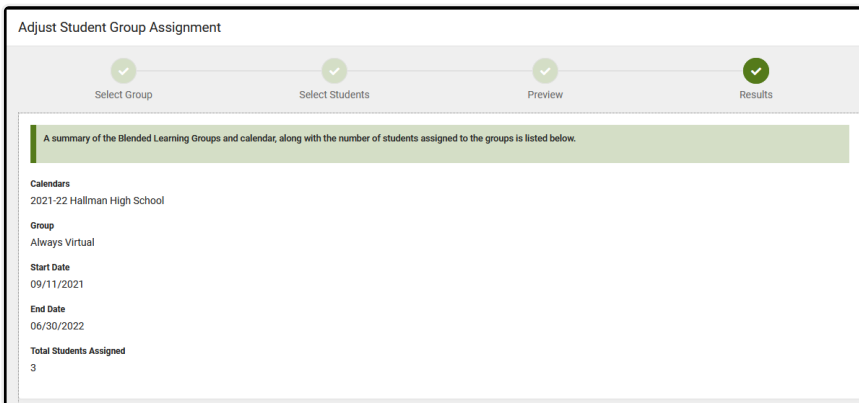 Adjust Student Group Assignment
Select Group
Select Students
Preview
Results
A summary of the Blended Learning Groups and calendar, along with the number of students assigned to the groups is listed below.
Calendars
2021-22 Hallman High School
Group
Always Virtual
Start Date
09/11/2021
End Date
06/30/2022
Total Students Assigned
3